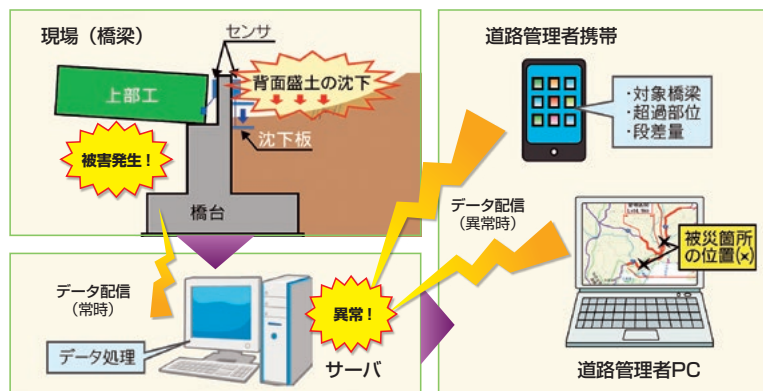 現場（橋梁）
センサ
背面盛土の沈下
上部工
沈下板
被害発生！
橋台
データ配信
（常時）
データ処理
異常！
サーバ
道路管理者携帯
・対象橋梁
・超過部位
・段差量
データ配信
（異常時）
被災箇所
の位置(×)
道路管理者PC